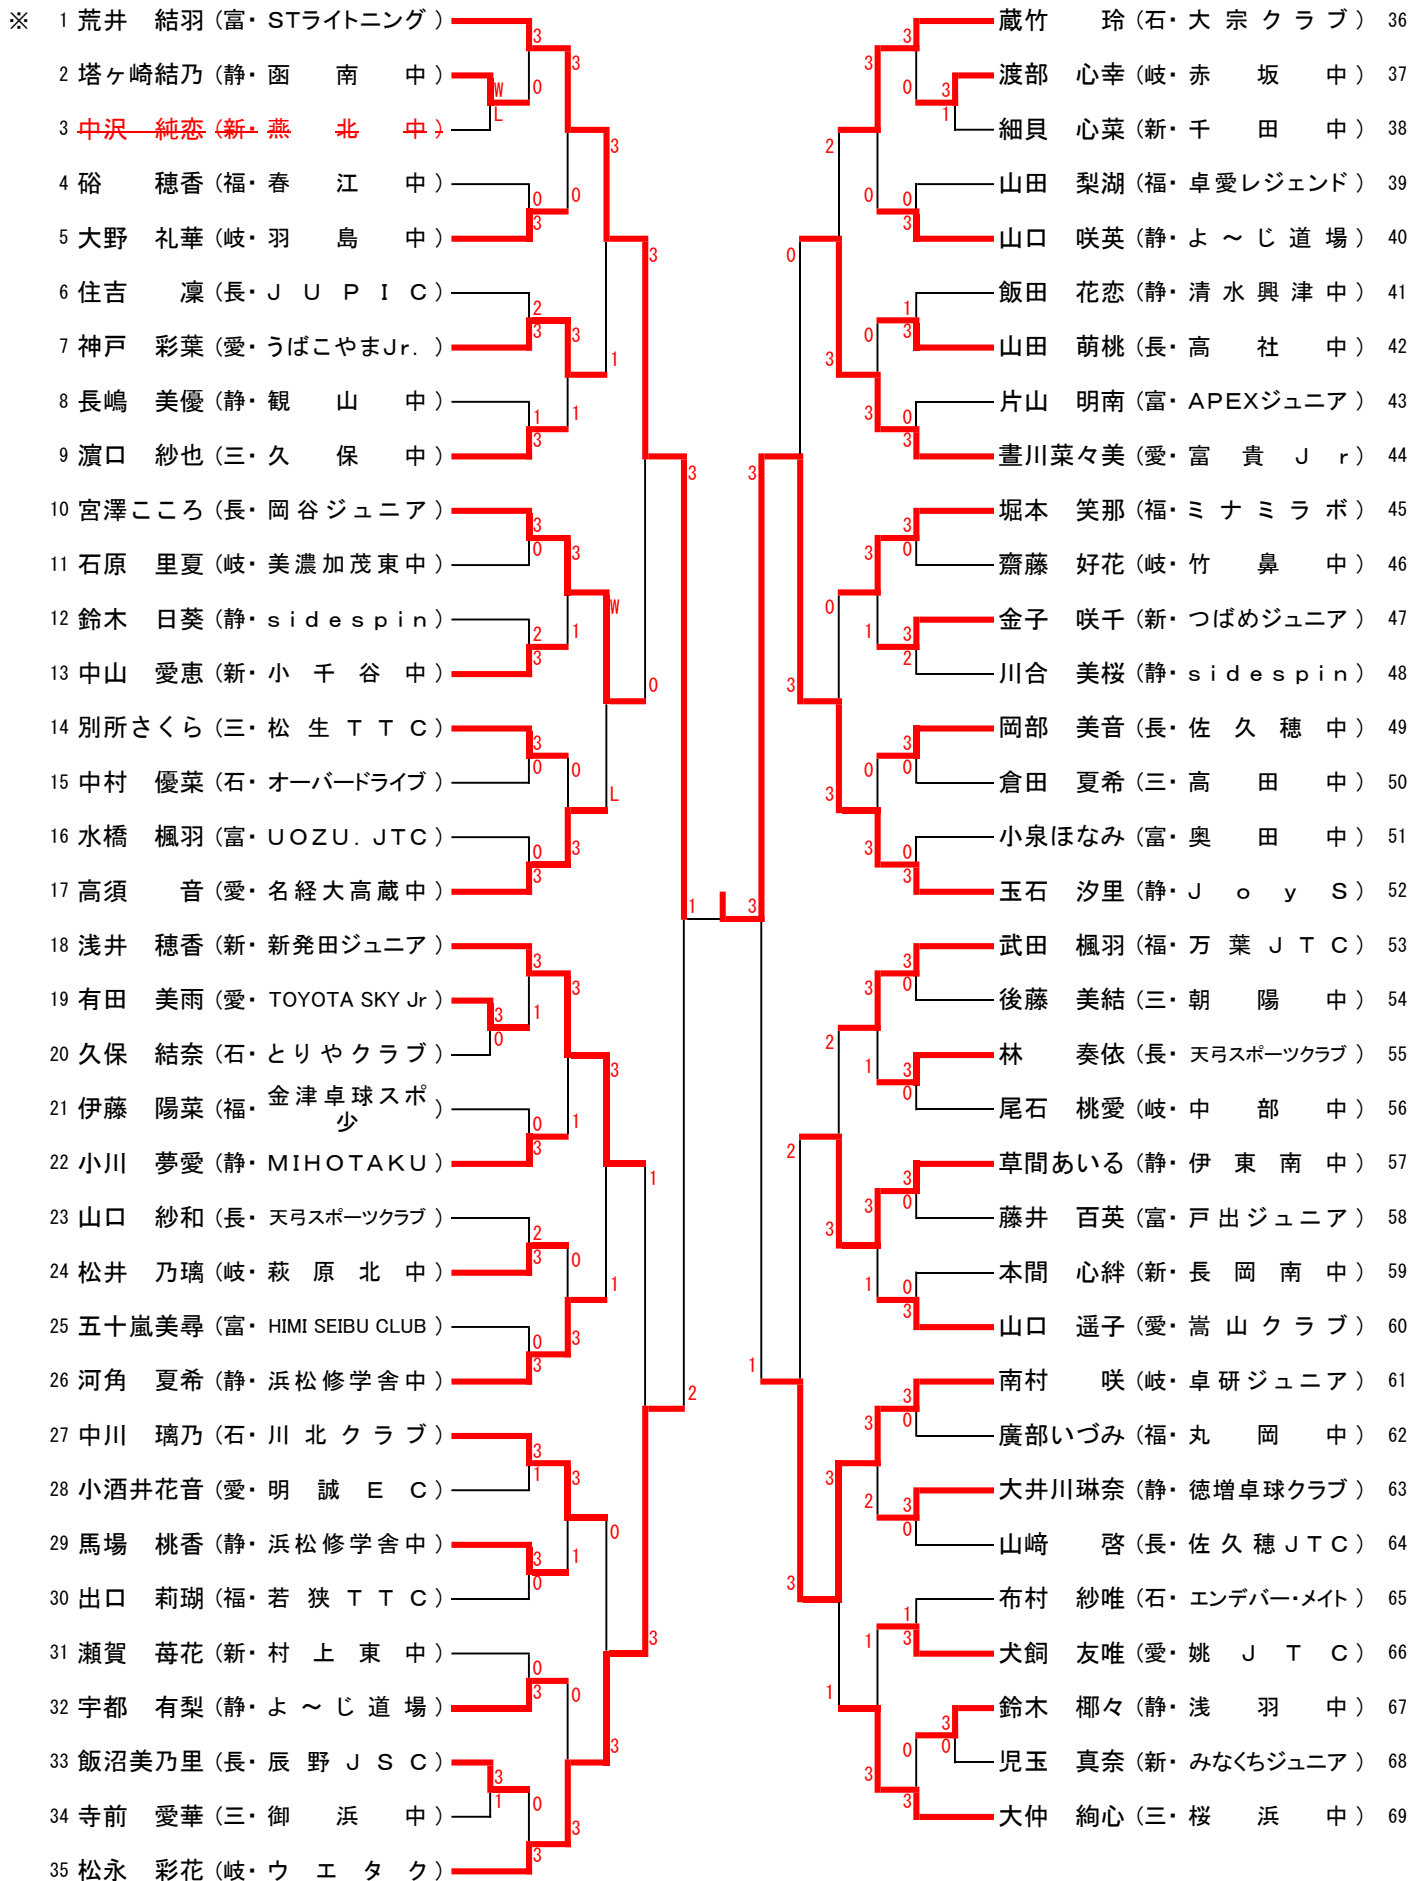 ※ 1 荒井 結羽 (富・ STライトニング )
2 塔ヶ崎結乃 (静・ 函南中 )
3 中沢 純恋 (新・ 燕北中 )
4 硲 穂香 (福・ 春江中 )
5 大野 礼華 (岐・ 羽島中 )
6 住吉 凜 (長・ JUPIC )
7 神戸 彩葉 (愛・ うばこやまJr. )
8 長嶋 美優 (静・ 観山中 )
9 濵口 紗也 (三・ 久保中 )
10 宮澤こころ (長・ 岡谷ジュニア )
11 石原 里夏 (岐・ 美濃加茂東中 )
12 鈴木 日葵 (静・ sidespin )
13 中山 愛恵 (新・ 小千谷中 )
14 別所さくら (三・ 松生TTC )
15 中村 優菜 (石・ オーバードライブ )
16 水橋 楓羽 (富・ UOZU.JTC )
17 高須 音 (愛・ 名経大高蔵中 )
18 浅井 穂香 (新・ 新発田ジュニア )
19 有田 美雨 (愛・ TOYOTA SKY Jr )
20 久保 結奈 (石・ とりやクラブ )
21 伊藤 陽菜 (福・ 金津卓球スポ少 )
22 小川 夢愛 (静・ MIHOTAKU )
23 山口 紗和 (長・ 天弓スポーツクラブ )
24 松井 乃璃 (岐・ 萩原北中 )
25 五十嵐美尋 (富・ HIMI SEIBU CLUB )
26 河角 夏希 (静・ 浜松修学舎中 )
27 中川 璃乃 (石・ 川北クラブ )
28 小酒井花音 (愛・ 明誠EC )
29 馬場 桃香 (静・ 浜松修学舎中 )
30 出口 莉瑚 (福・ 若狭TTC )
31 瀬賀 苺花 (新・ 村上東中 )
32 宇都 有梨 (静・ よ~じ道場 )
33 飯沼美乃里 (長・ 辰野JSC )
34 寺前 愛華 (三・ 御浜中 )
35 松永 彩花 (岐・ ウエタク )
蔵竹 玲 (石・ 大宗クラブ ) 36
渡部 心幸 (岐・ 赤坂中 ) 37
細貝 心菜 (新・ 千田中 ) 38
山田 梨湖 (福・ 卓愛レジェンド ) 39
山口 咲英 (静・ よ~じ道場 ) 40
飯田 花恋 (静・ 清水興津中 ) 41
山田 萌桃 (長・ 高社中 ) 42
片山 明南 (富・ APEXジュニア ) 43
晝川菜々美 (愛・ 富貴Jr ) 44
堀本 笑那 (福・ ミナミラボ ) 45
齋藤 好花 (岐・ 竹鼻中 ) 46
金子 咲千 (新・ つばめジュニア ) 47
川合 美桜 (静・ sidespin ) 48
岡部 美音 (長・ 佐久穂中 ) 49
倉田 夏希 (三・ 高田中 ) 50
小泉ほなみ (富・ 奥田中 ) 51
玉石 汐里 (静・ JoyS ) 52
武田 楓羽 (福・ 万葉JTC ) 53
後藤 美結 (三・ 朝陽中 ) 54
林 奏依 (長・ 天弓スポーツクラブ ) 55
尾石 桃愛 (岐・ 中部中 ) 56
草間あいる (静・ 伊東南中 ) 57
藤井 百英 (富・ 戸出ジュニア ) 58
本間 心絆 (新・ 長岡南中 ) 59
山口 遥子 (愛・ 嵩山クラブ ) 60
南村 咲 (岐・ 卓研ジュニア ) 61
廣部いづみ (福・ 丸岡中 ) 62
大井川琳奈 (静・ 徳増卓球クラブ ) 63
山﨑 啓 (長・ 佐久穂JTC ) 64
布村 紗唯 (石・ エンデバー・メイト ) 65
犬飼 友唯 (愛・ 姚JTC ) 66
鈴木 椰々 (静・ 浅羽中 ) 67
児玉 真奈 (新・ みなくちジュニア ) 68
大仲 絢心 (三・ 桜浜中 ) 69